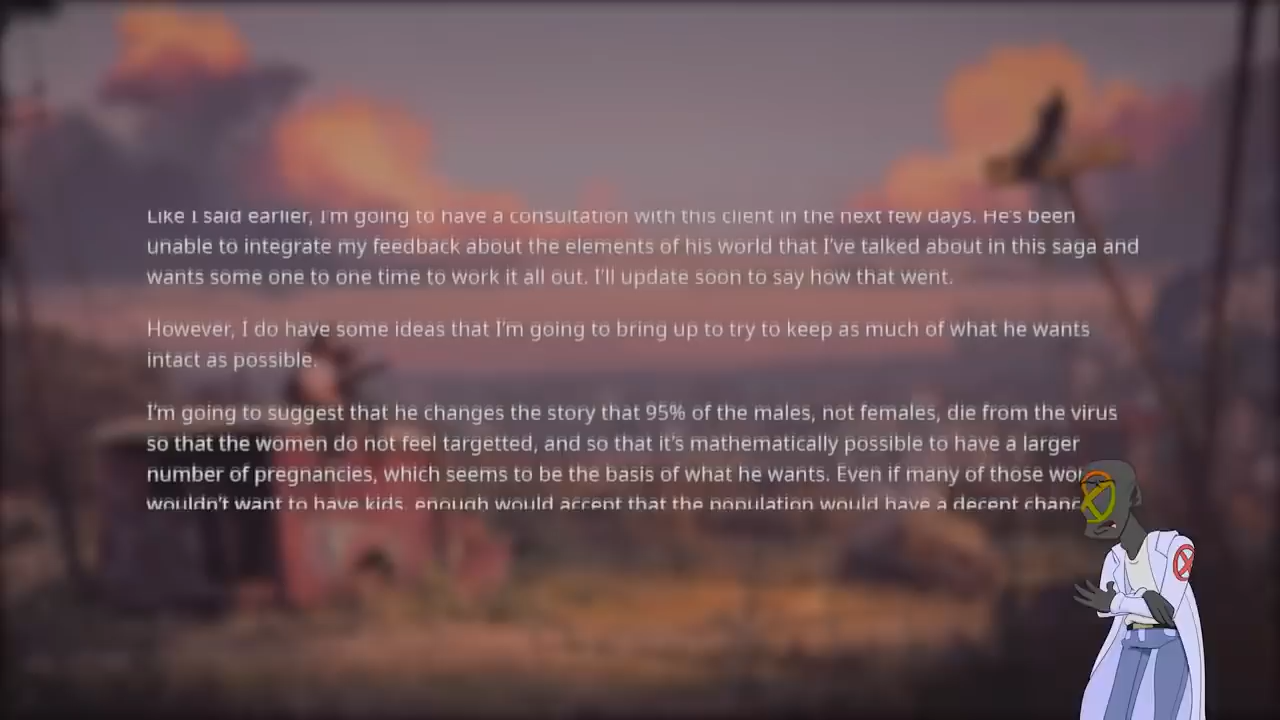 Like I said earlier, I'm going to have a consultation with this client in the next few days. He's been
unable to integrate my feedback about the elements of his world that I've talked about in this saga and
wants some one to one time to work it all out. I'll update soon to say how that went.
However, I do have some ideas that I'm going to bring up to try to keep as much of what he wants
intact as possible.
I'm going to suggest that he changes the story that 95% of the males, not females, die from the virus
so that the women do not feel targetted, and so that it's mathematically possible to have a larger
number of pregnancies, which seems to be the basis of what he wants. Even if many of those
wouldn't want to have kids, enough would accept that the population would have a decent